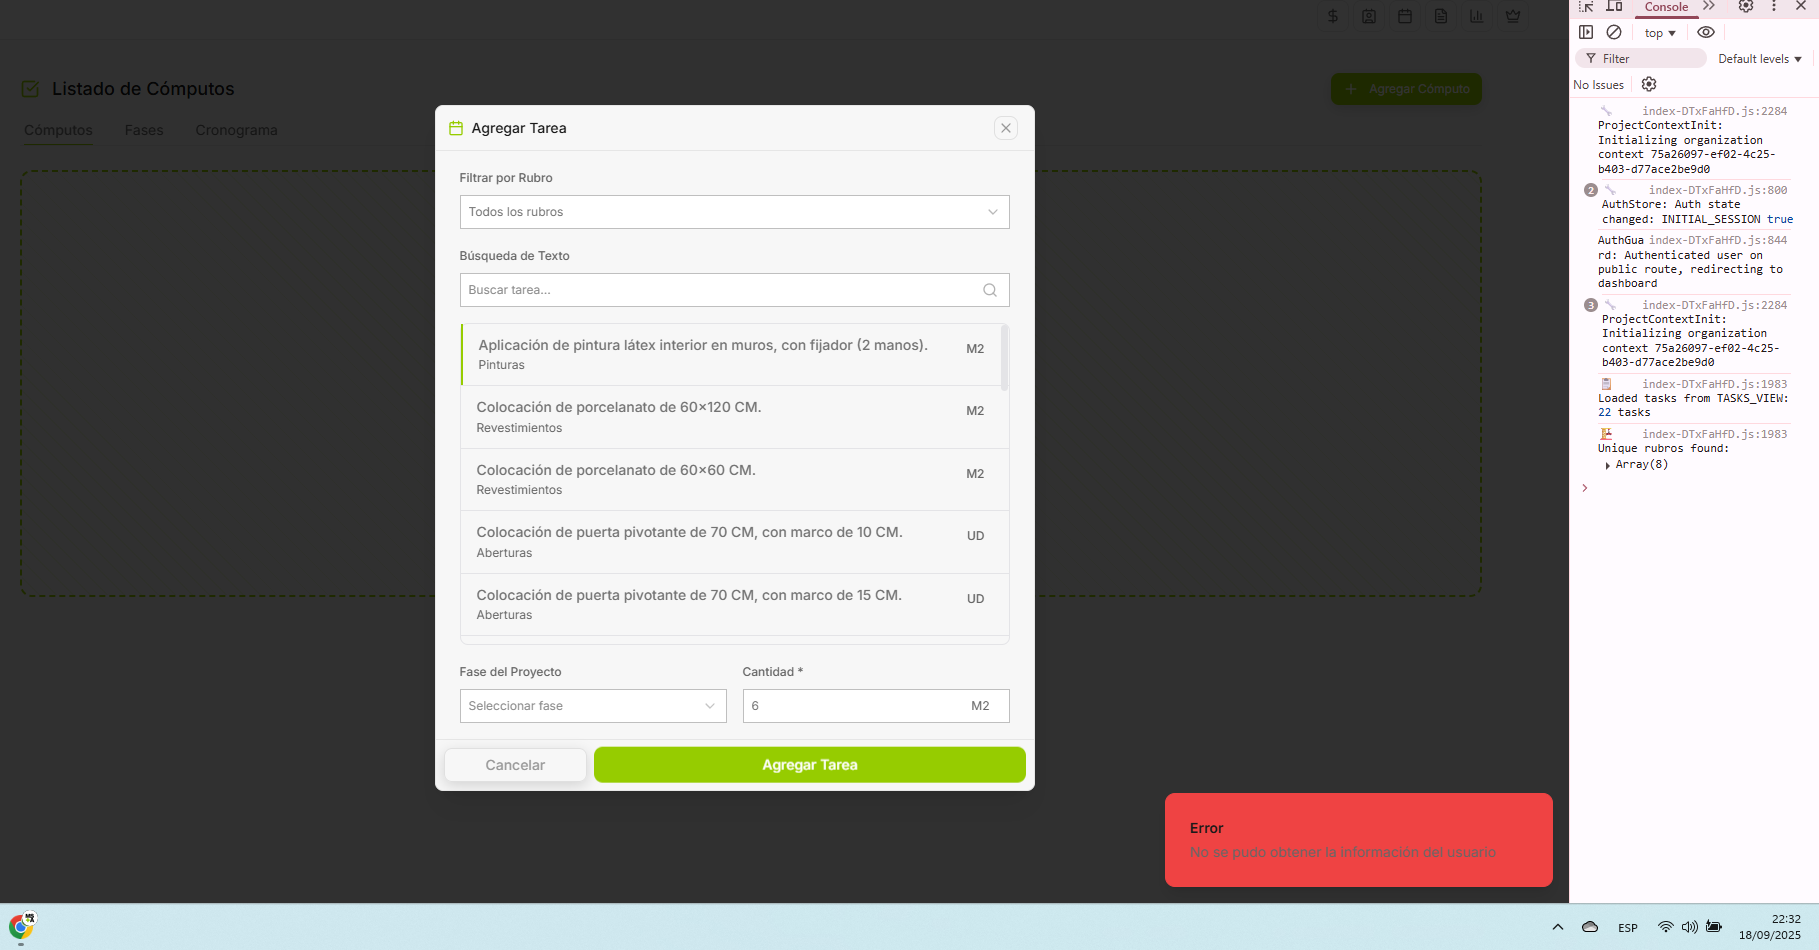 Listado de Cómputos
Agregar Cómputo
Cómputos
Fases
Cronograma
Agregar Tarea
Filtrar por Rubro
Todos los rubros
Búsqueda de Texto
Buscar tarea...
Aplicación de pintura látex interior en muros, con fijador (2 manos).
M2
Pinturas
Colocación de porcelanato de 60x120 CM.
M2
Revestimientos
Colocación de porcelanato de 60x60 CM.
M2
Revestimientos
Colocación de puerta pivotante de 70 CM, con marco de 10 CM.
UD
Aberturas
Colocación de puerta pivotante de 70 CM, con marco de 15 CM.
UD
Aberturas
Fase del Proyecto
Cantidad *
Seleccionar fase
6
M2
Cancelar
Agregar Tarea
Error
No se pudo obtener la información del usuario
Console
top
Filter
Default levels
No Issues
index-DTxFaHfD.js:2284
ProjectContextInit:
Initializing organization
context 75a26097-ef02-4c25-
b403-d77ace2be9d0
2
index-DTxFaHfD.js:800
AuthStore: Auth state
changed: INITIAL_SESSION true
AuthGua index-DTxFaHfD.js:844
rd: Authenticated user on
public route, redirecting to
dashboard
3
index-DTxFaHfD.js:2284
ProjectContextInit:
Initializing organization
context 75a26097-ef02-4c25-
b403-d77ace2be9d0
index-DTxFaHfD.js:1983
Loaded tasks from TASKS_VIEW:
22 tasks
index-DTxFaHfD.js:1983
Unique rubros found:
Array(8)
ESP
22:32
18/09/2025